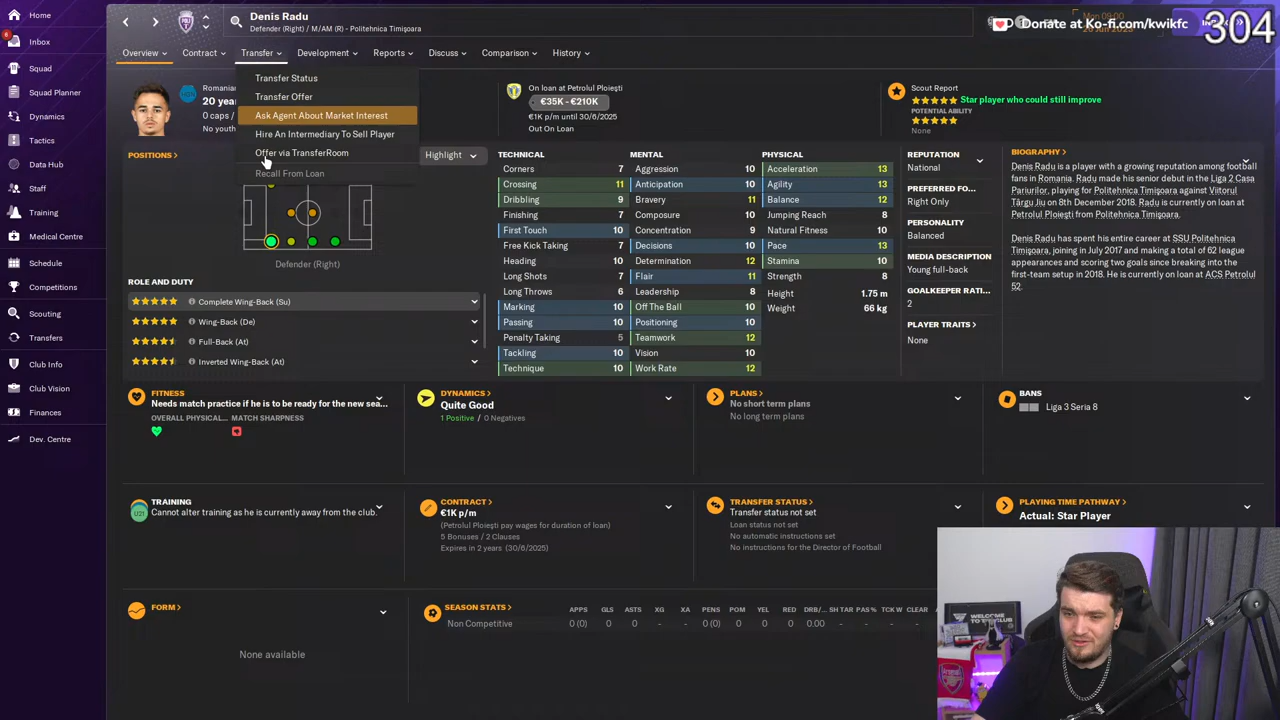 Home
6
Inbox
Squad
Squad Planner
Dynamics
Tactics
Data Hub
Staff
Training
Medical Centre
Schedule
Competitions
Scouting
Transfers
Club Info
Club Vision
Finances
Dev. Centre
Denis Radu
Defender (Right) / M/AM (R) - Politehnica Timişoara
Donate at Ko-fi.com/kwikfc
304
Overview
Contract
Transfer
Development
Reports
Discuss
Comparison
History
Transfer Status
Transfer Offer
Ask Agent About Market Interest
Hire An Intermediary To Sell Player
Offer via TransferRoom
Recall From Loan
Romanian
20 yea
No youth
On loan at Petrolul Ploieşti
€35K - €210K
€1K p/m until 30/6/2025
Out On Loan
Scout Report
Star player who could still improve
POTENTIAL ABILITY
None
POSITIONS
Highlight
Defender (Right)
ROLE AND DUTY
Complete Wing-Back (Su)
Wing-Back (De)
Full-Back (At)
Inverted Wing-Back (At)
TECHNICAL
Corners 7
Crossing 11
Dribbling 9
Finishing 7
First Touch 10
Free Kick Taking 7
Heading 10
Long Shots 7
Long Throws 6
Marking 10
Passing 10
Penalty Taking 5
Tackling 10
Technique 10
MENTAL
Aggression 10
Anticipation 10
Bravery 11
Composure 10
Concentration 9
Decisions 10
Determination 12
Flair 11
Leadership 8
Off The Ball 10
Positioning 10
Teamwork 12
Vision 10
Work Rate 12
PHYSICAL
Acceleration 13
Agility 13
Balance 12
Jumping Reach 8
Natural Fitness 10
Pace 13
Stamina 10
Strength 8
Height 1.75 m
Weight 66 kg
REPUTATION
National
PREFERRED FO...
Right Only
PERSONALITY
Balanced
MEDIA DESCRIPTION
Young full-back
GOALKEEPER RATI...
2
PLAYER TRAITS
None
BIOGRAPHY
Denis Radu is a player with a growing reputation among football
fans in Romania. Radu made his senior debut in the Liga 2 Casa
Pariurilor, playing for Politehnica Timişoara against Viitorul
Târgu Jiu on 8th December 2018. Radu is currently on loan at
Petrolul Ploieşti from Politehnica Timişoara.
Denis Radu has spent his entire career at SSU Politehnica
Timişoara, joining in July 2017 and making a total of 62 league
appearances and scoring two goals since breaking into the
first-team setup in 2018. He is currently on loan at ACS Petrolul
52.
FITNESS
Needs match practice if he is to be ready for the new sea...
OVERALL PHYSICAL... MATCH SHARPNESS
DYNAMICS
Quite Good
1 Positive / 0 Negatives
PLANS
No short term plans
No long term plans
BANS
Liga 3 Seria 8
U21
TRAINING
Cannot alter training as he is currently away from the club.
CONTRACT
€1K p/m
(Petrolul Ploieşti pay wages for duration of loan)
5 Bonuses / 2 Clauses
Expires in 2 years (30/6/2025)
TRANSFER STATUS
Transfer status not set
Loan status not set
No automatic instructions set
No instructions for the Director of Football
PLAYING TIME PATHWAY
Actual: Star Player
FORM
None available
SEASON STATS
APPS GLS ASTS XG XA PENS POM YEL RED DRB/... SH TAR PAS % TCK W CLEAR
Non Competitive 0 (0) 0 0 - - 0 (0) 0 0 0 0.00 - - - -
WELCOME TO THE CLUB